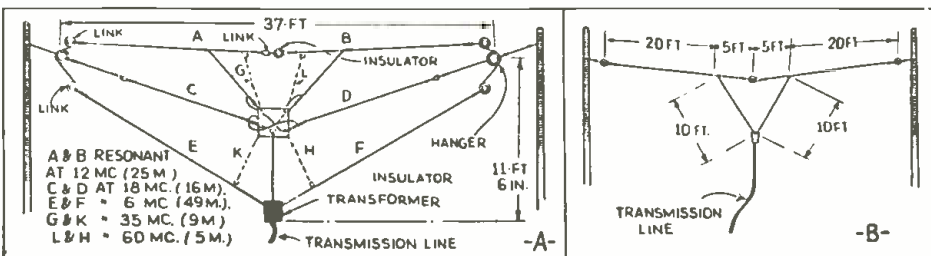 37-FT
LINK
A
LINK
B
INSULATOR
G
L
C
D
LINK
HANGER
E
K
H
F
11-FT
6 IN.
INSULATOR
TRANSFORMER
TRANSMISSION LINE
A & B RESONANT
AT 12 MC (25 M)
C & D AT 18 MC. (16 M).
E & F " 6 MC (49 M).
G & K " 35 MC. (9 M)
L & H " 60 MC. (5 M.)
-A-
20 FT
5 FT
5 FT
20 FT
10 FT.
10 FT
TRANSMISSION
LINE
-B-